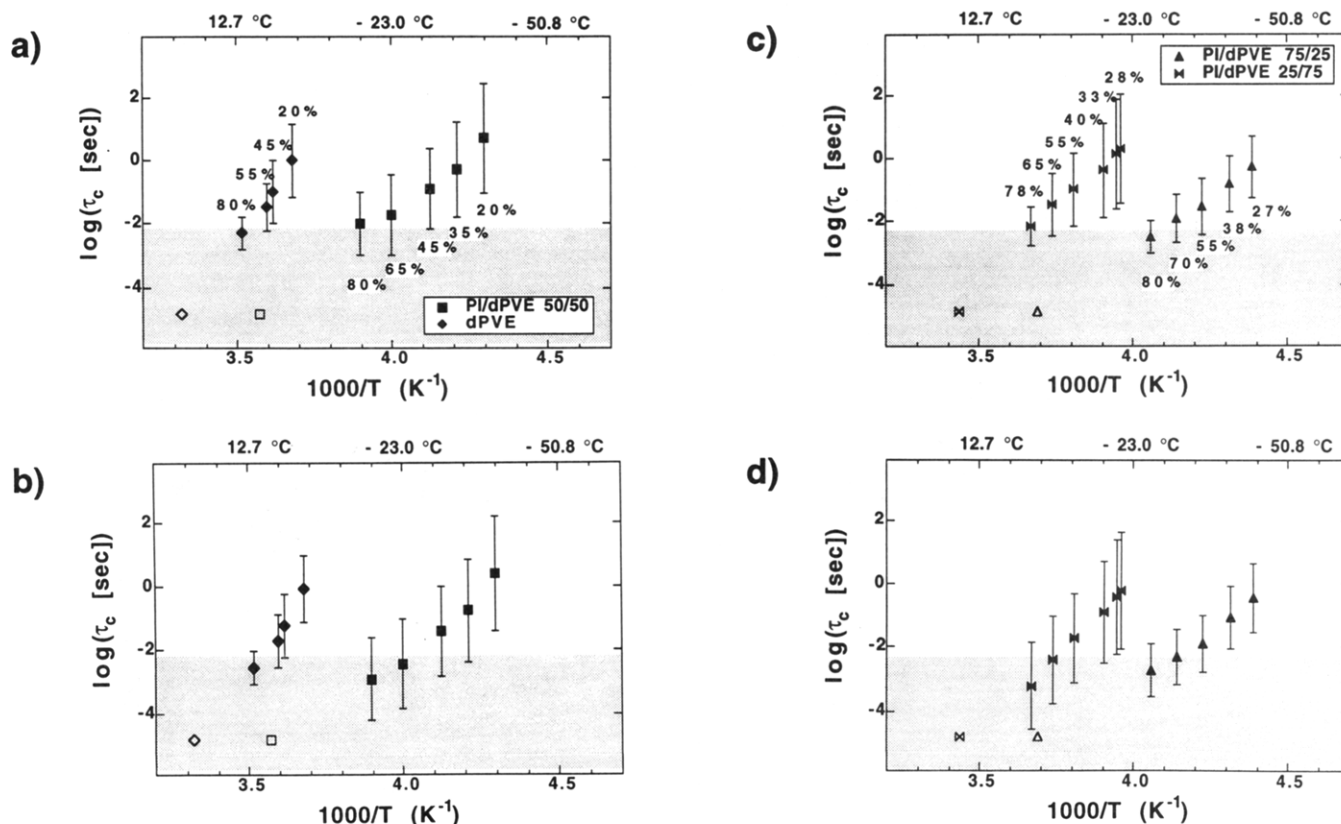 a)
12.7 °C - 23.0 °C - 50.8 °C
log(τc [sec])
2
0
-2
-4
20%
45%
55%
80%
20%
35%
45%
65%
80%
PI/dPVE 50/50
dPVE
3.5 4.0 4.5
1000/T (K-1)
c)
12.7 °C - 23.0 °C - 50.8 °C
log(τc [sec])
2
0
-2
-4
PI/dPVE 75/25
PI/dPVE 25/75
28%
33%
40%
55%
65%
78%
27%
38%
55%
70%
80%
3.5 4.0 4.5
1000/T (K-1)
b)
12.7 °C - 23.0 °C - 50.8 °C
log(τc [sec])
2
0
-2
-4
3.5 4.0 4.5
1000/T (K-1)
d)
12.7 °C - 23.0 °C - 50.8 °C
log(τc [sec])
2
0
-2
-4
3.5 4.0 4.5
1000/T (K-1)